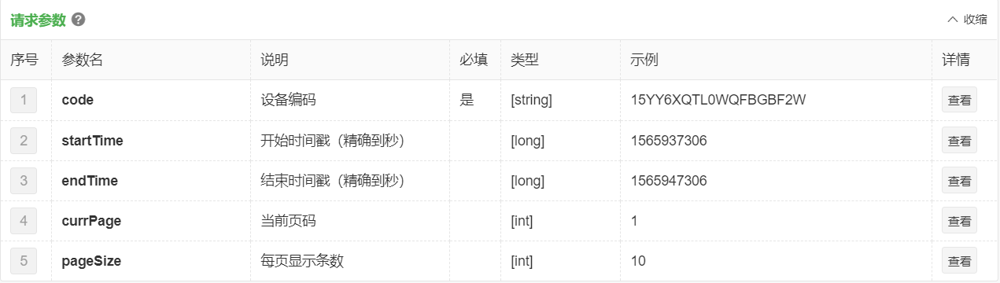 请求参数 ? 收缩
序号 参数名 说明 必填 类型 示例 详情
1 code 设备编码 是 [string] 15YY6XQTL0WQFBGBF2W 查看
2 startTime 开始时间戳（精确到秒） [long] 1565937306 查看
3 endTime 结束时间戳（精确到秒） [long] 1565947306 查看
4 currPage 当前页码 [int] 1 查看
5 pageSize 每页显示条数 [int] 10 查看